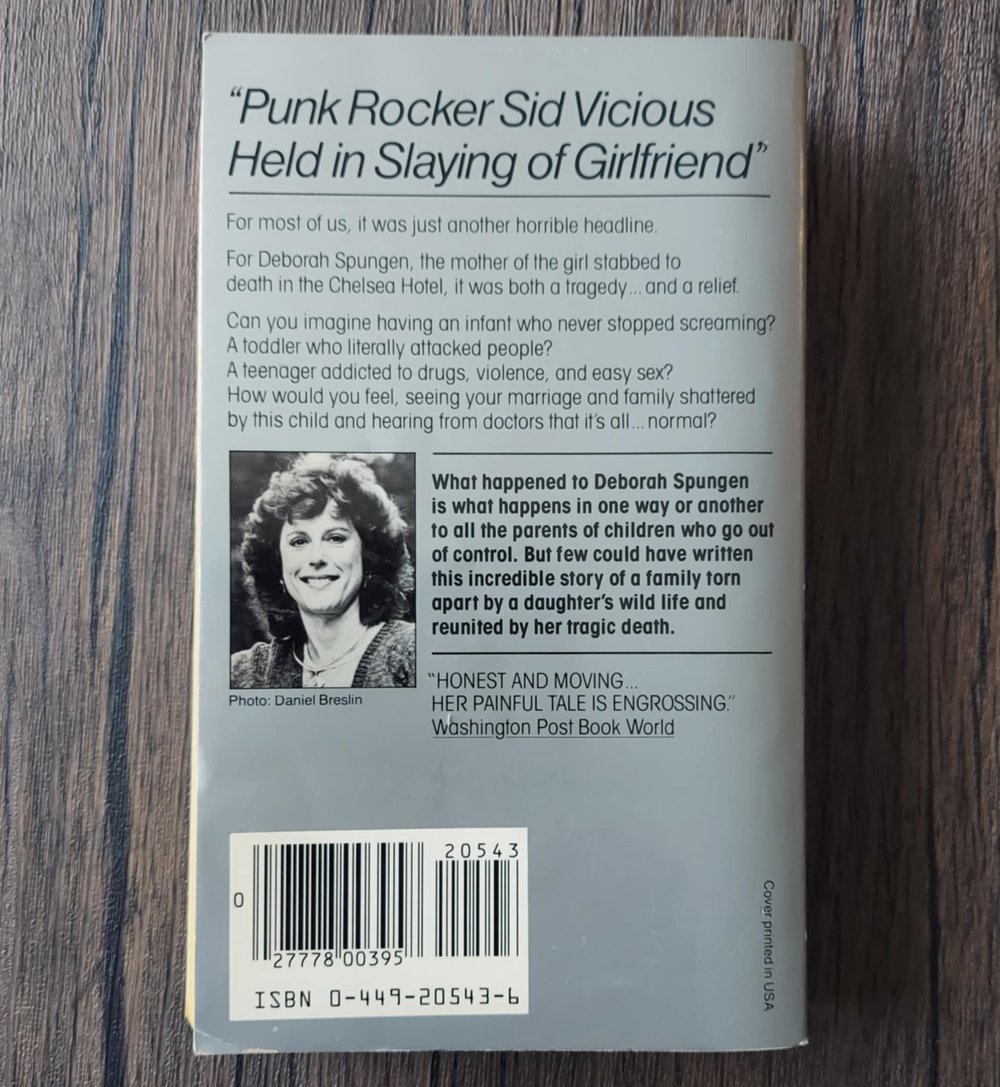 “Punk Rocker Sid Vicious
Held in Slaying of Girlfriend”
For most of us, it was just another horrible headline.
For Deborah Spungen, the mother of the girl stabbed to
death in the Chelsea Hotel, it was both a tragedy... and a relief.
Can you imagine having an infant who never stopped screaming?
A toddler who literally attacked people?
A teenager addicted to drugs, violence, and easy sex?
How would you feel, seeing your marriage and family shattered
by this child and hearing from doctors that it's all... normal?
What happened to Deborah Spungen
is what happens in one way or another
to all the parents of children who go out
of control. But few could have written
this incredible story of a family torn
apart by a daughter's wild life and
reunited by her tragic death.
Photo: Daniel Breslin
“HONEST AND MOVING...
HER PAINFUL TALE IS ENGROSSING.”
Washington Post Book World
20543
0
27778 00395
ISBN 0-449-20543-6
Cover printed in USA